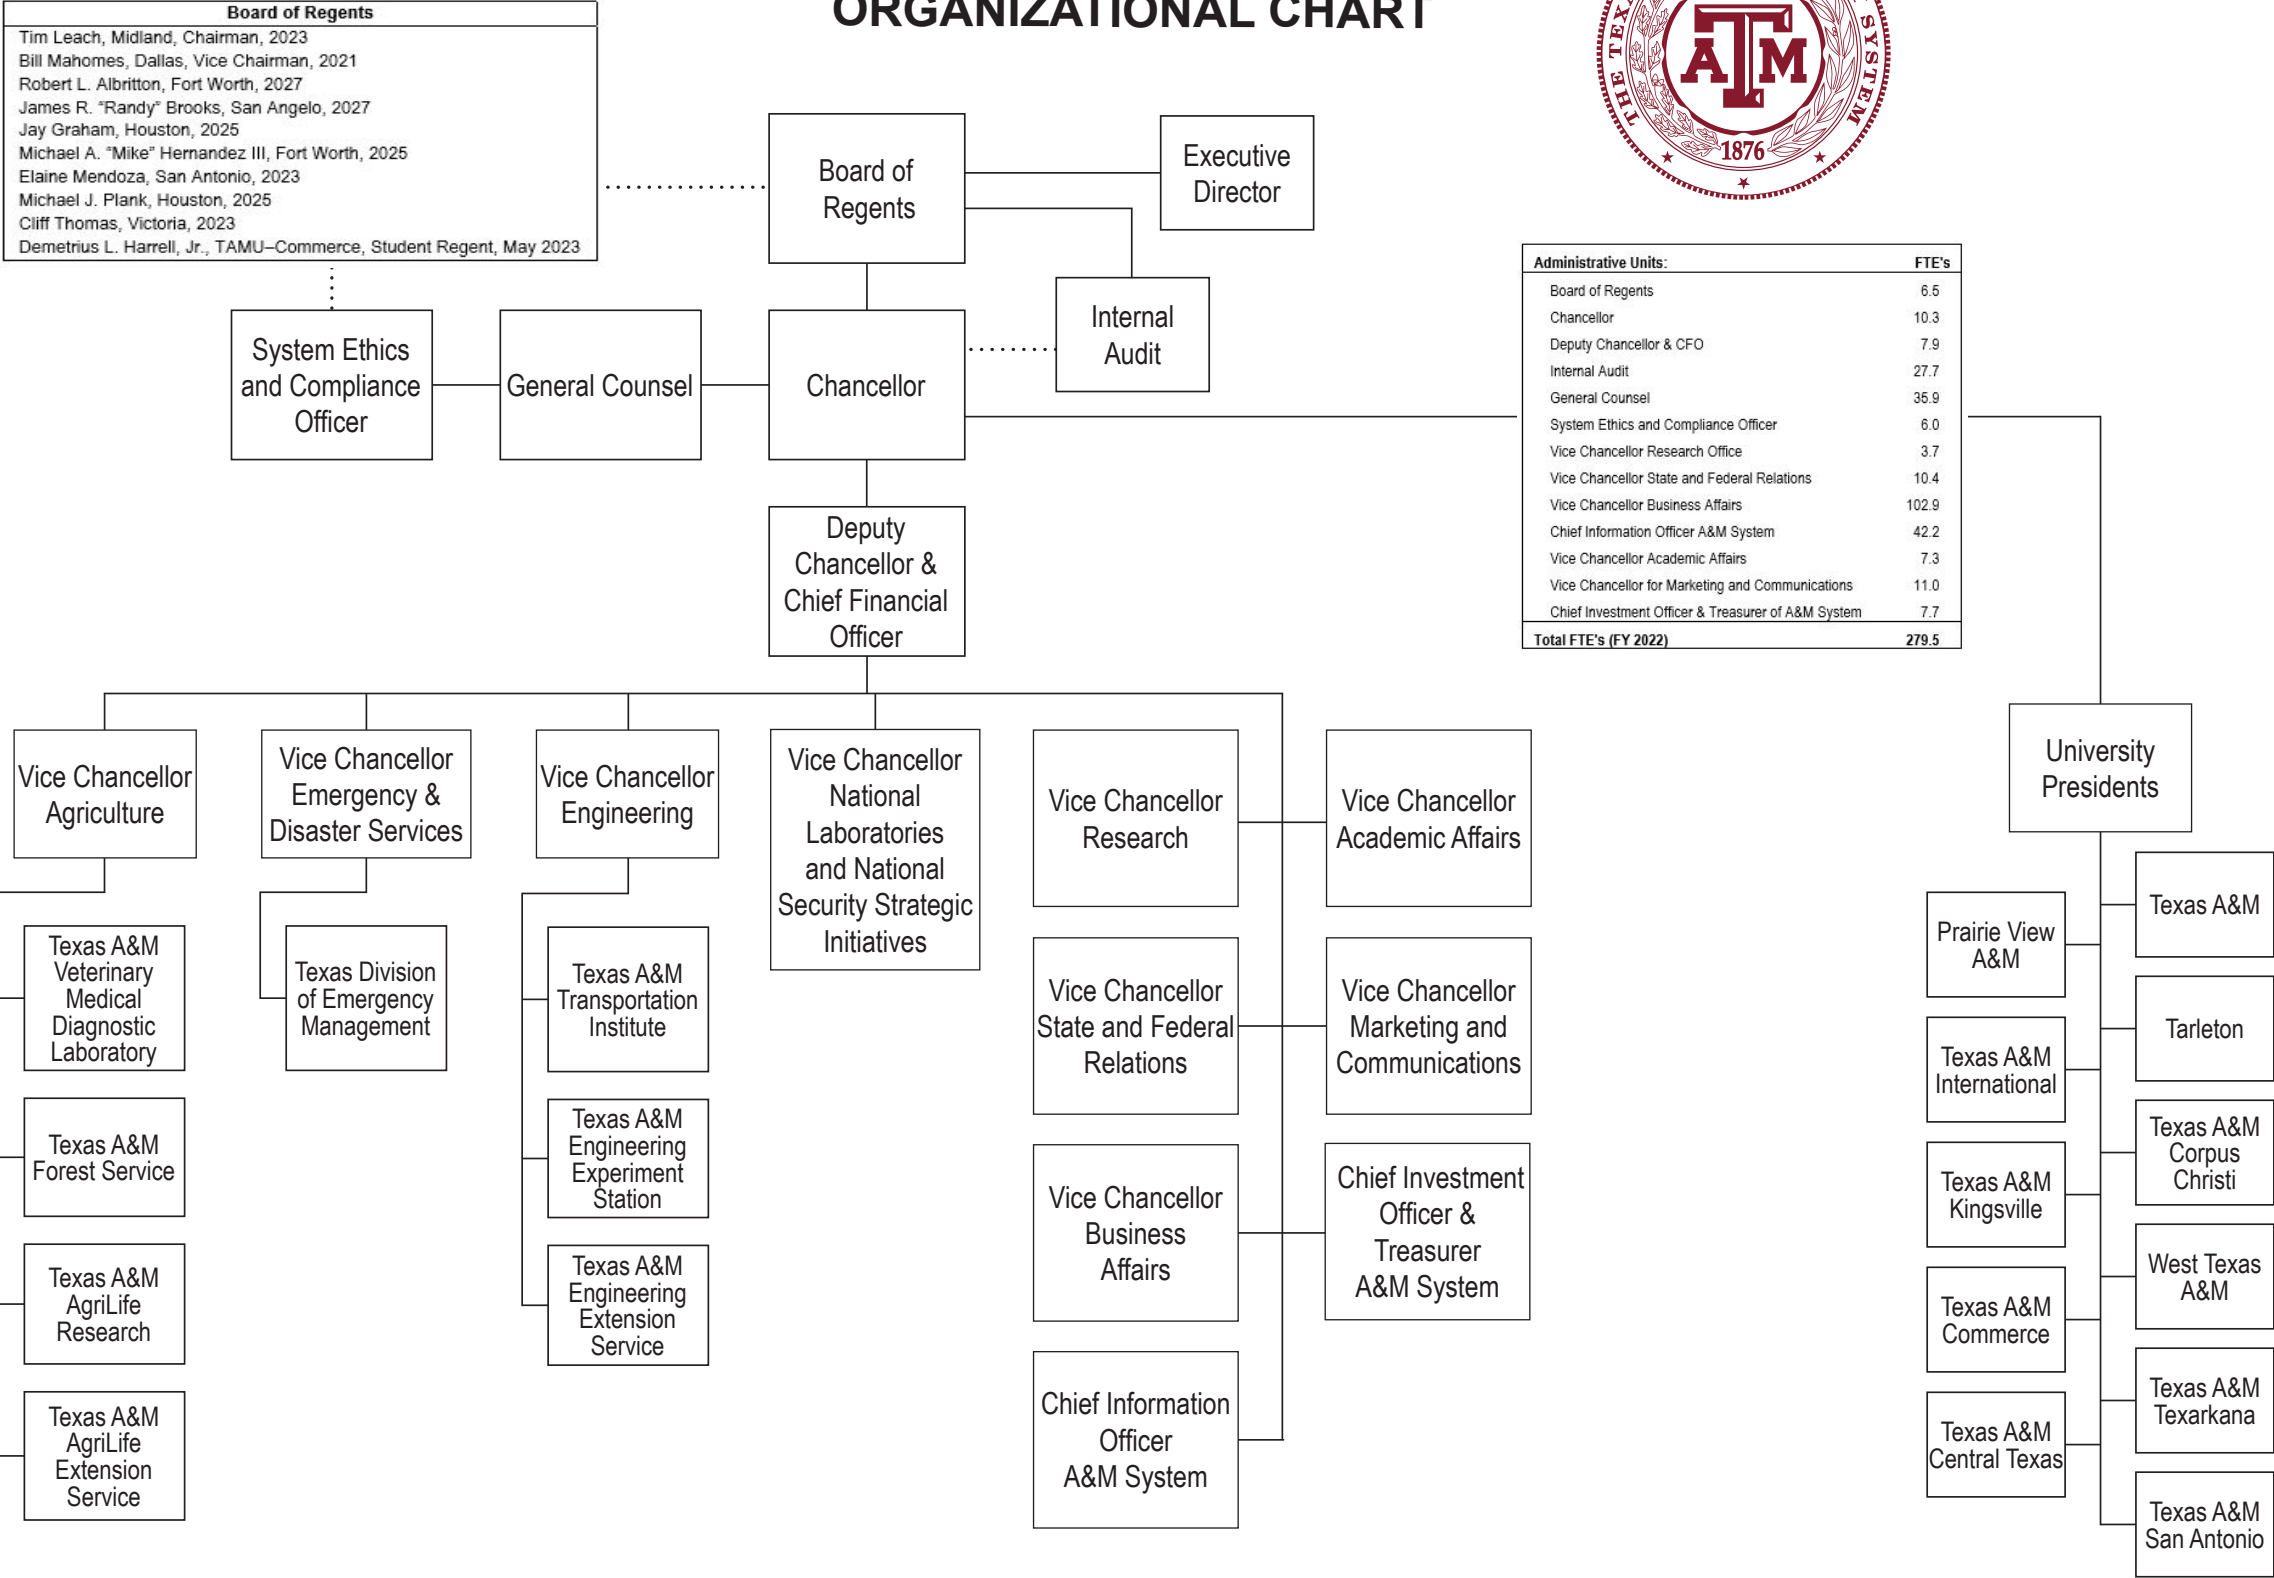 ORGANIZATIONAL CHART
Board of Regents
Tim Leach, Midland, Chairman, 2023
Bill Mahomes, Dallas, Vice Chairman, 2021
Robert L. Albritton, Fort Worth, 2027
James R. “Randy” Brooks, San Angelo, 2027
Jay Graham, Houston, 2025
Michael A. “Mike” Hernandez III, Fort Worth, 2025
Elaine Mendoza, San Antonio, 2023
Michael J. Plank, Houston, 2025
Cliff Thomas, Victoria, 2023
Demetrius L. Harrell, Jr., TAMU–Commerce, Student Regent, May 2023
THE TEXA
SYSTEM
ATM
1876
Board of
Regents
Executive
Director
Internal
Audit
System Ethics
and Compliance
Officer
General Counsel
Chancellor
Administrative Units: FTE's
Board of Regents 6.5
Chancellor 10.3
Deputy Chancellor & CFO 7.9
Internal Audit 27.7
General Counsel 35.9
System Ethics and Compliance Officer 6.0
Vice Chancellor Research Office 3.7
Vice Chancellor State and Federal Relations 10.4
Vice Chancellor Business Affairs 102.9
Chief Information Officer A&M System 42.2
Vice Chancellor Academic Affairs 7.3
Vice Chancellor for Marketing and Communications 11.0
Chief Investment Officer & Treasurer of A&M System 7.7
Total FTE's (FY 2022) 279.5
Deputy
Chancellor &
Chief Financial
Officer
Vice Chancellor
Agriculture
Vice Chancellor
Emergency &
Disaster Services
Vice Chancellor
Engineering
Vice Chancellor
National
Laboratories
and National
Security Strategic
Initiatives
Vice Chancellor
Research
Vice Chancellor
Academic Affairs
University
Presidents
Texas A&M
Veterinary
Medical
Diagnostic
Laboratory
Texas A&M
Forest Service
Texas A&M
AgriLife
Research
Texas A&M
AgriLife
Extension
Service
Texas Division
of Emergency
Management
Texas A&M
Transportation
Institute
Texas A&M
Engineering
Experiment
Station
Texas A&M
Engineering
Extension
Service
Vice Chancellor
State and Federal
Relations
Vice Chancellor
Marketing and
Communications
Vice Chancellor
Business
Affairs
Chief Investment
Officer &
Treasurer
A&M System
Chief Information
Officer
A&M System
Texas A&M
Prairie View
A&M
Tarleton
Texas A&M
International
Texas A&M
Corpus
Christi
Texas A&M
Kingsville
West Texas
A&M
Texas A&M
Commerce
Texas A&M
Texarkana
Texas A&M
Central Texas
Texas A&M
San Antonio